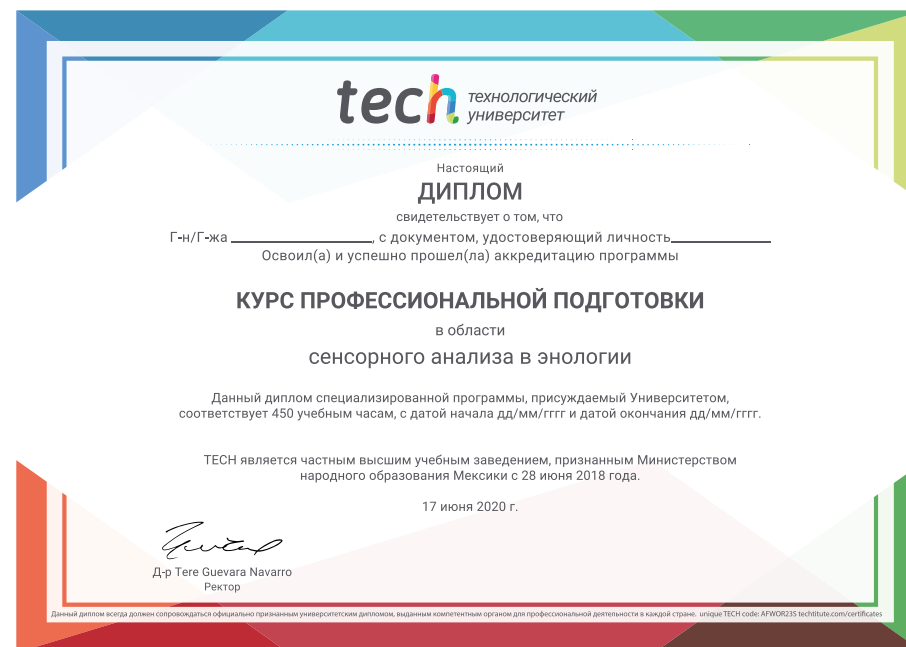 tech технологический
университет
Настоящий
ДИПЛОМ
свидетельствует о том, что
Г-н/Г-жа ____________________, с документом, удостоверяющий личность______________
Освоил(а) и успешно прошел(ла) аккредитацию программы
КУРС ПРОФЕССИОНАЛЬНОЙ ПОДГОТОВКИ
в области
сенсорного анализа в энологии
Данный диплом специализированной программы, присуждаемый Университетом,
соответствует 450 учебным часам, с датой начала дд/мм/гггг и датой окончания дд/мм/гггг.
TECH является частным высшим учебным заведением, признанным Министерством
народного образования Мексики с 28 июня 2018 года.
17 июня 2020 г.
Д-р Tere Guevara Navarro
Ректор
Данный диплом всегда должен сопровождаться официально признанным университетским дипломом, выданным компетентным органом для профессиональной деятельности в каждой стране. unique TECH code: AFWOR23S techtitute.com/certificates